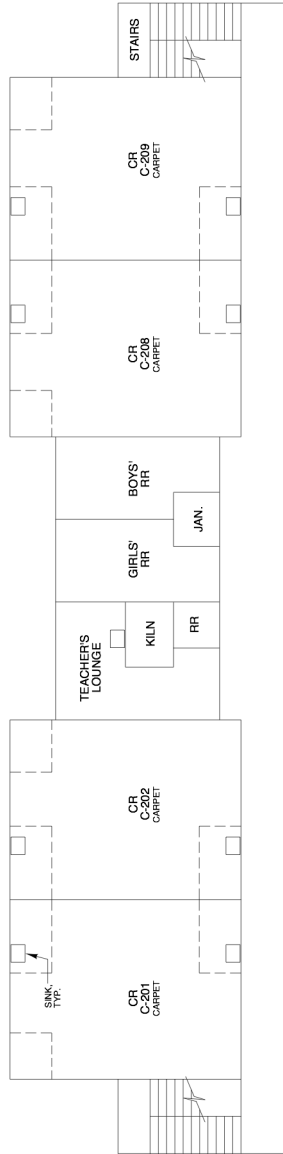 SINK,
TYP.
CR
C-201
CARPET
CR
C-202
CARPET
TEACHER'S
LOUNGE
KILN
RR
GIRLS'
RR
BOYS'
RR
JAN.
CR
C-208
CARPET
CR
C-209
CARPET
STAIRS